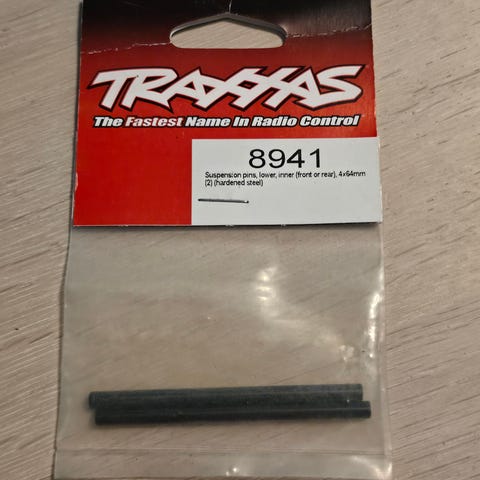 TRAXXAS
The Fastest Name In Radio Control
8941
Suspension pins, lower, inner (front or rear), 4x64mm
(2) (hardened steel)